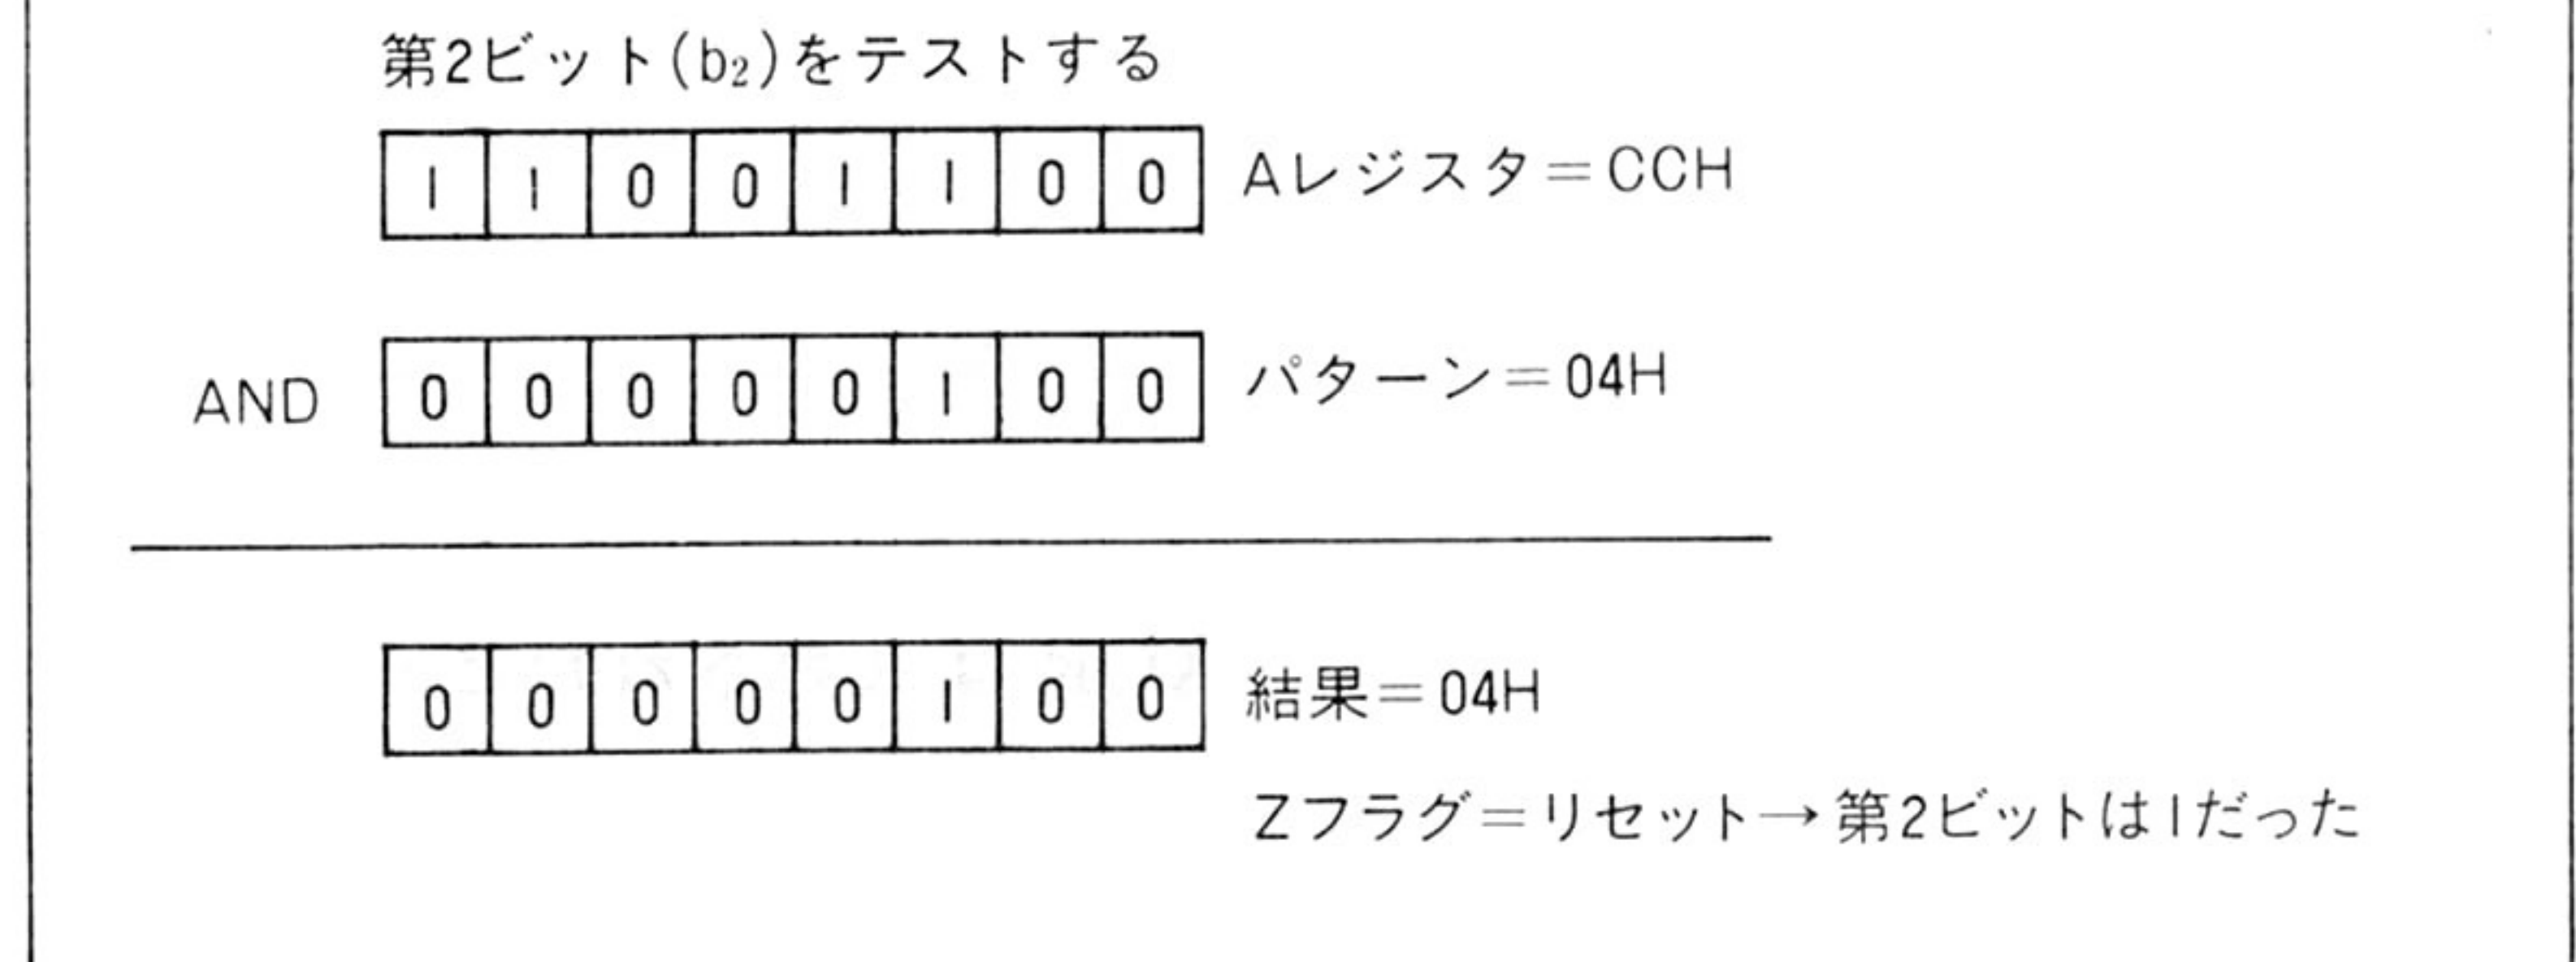 第2ビット(b₂)をテストする
1 1 0 0 1 1 0 0 Aレジスタ＝CCH
AND 0 0 0 0 0 1 0 0 パターン＝04H
0 0 0 0 0 1 0 0 結果＝04H
Zフラグ＝リセット→第2ビットは1だった